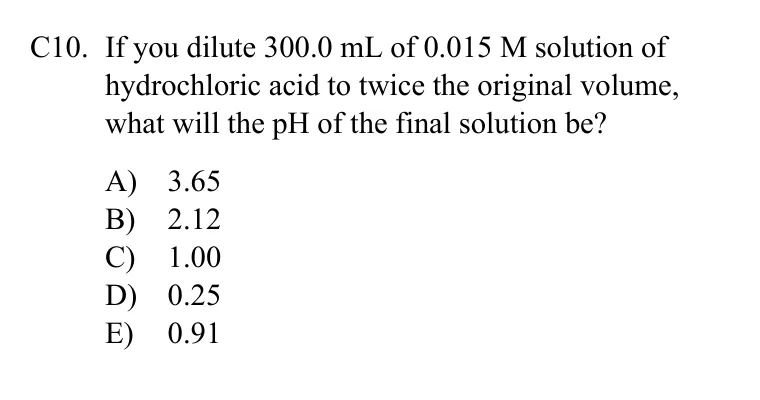 C10. If you dilute 300.0 mL of 0.015 M solution of
hydrochloric acid to twice the original volume,
what will the pH of the final solution be?
A) 3.65
B) 2.12
C) 1.00
D) 0.25
E) 0.91